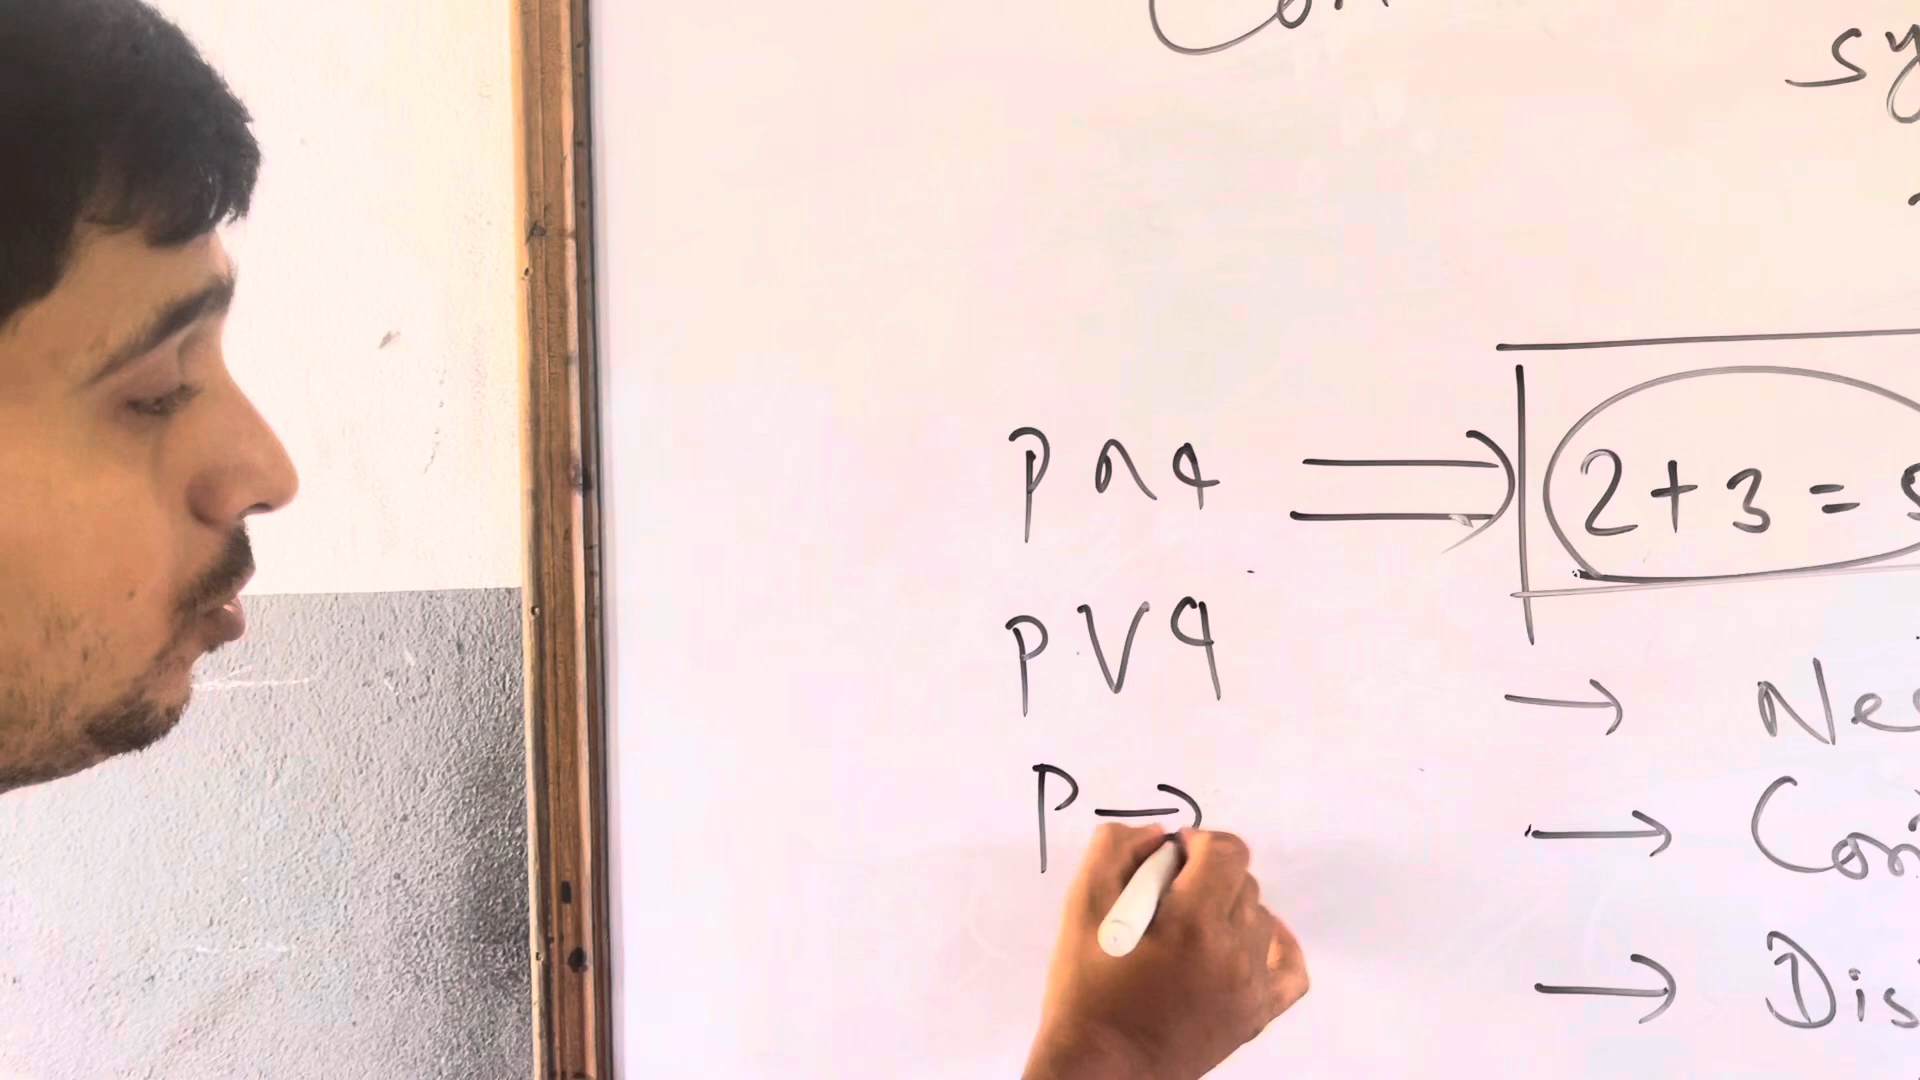 Con
sy
p ∧ q ⇒ 2 + 3 = 5
p ∨ q
→ Ne
P →
→ Con
→ Dis